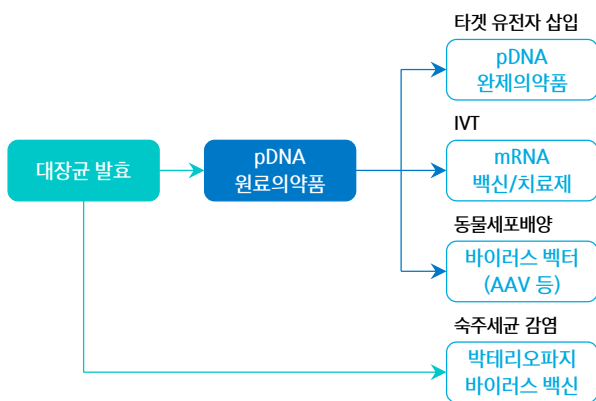 타겟 유전자 삽입
pDNA
완제의약품
IVT
대장균 발효
pDNA
원료의약품
mRNA
백신/치료제
동물세포배양
바이러스 벡터
(AAV 등)
숙주세균 감염
박테리오파지
바이러스 백신